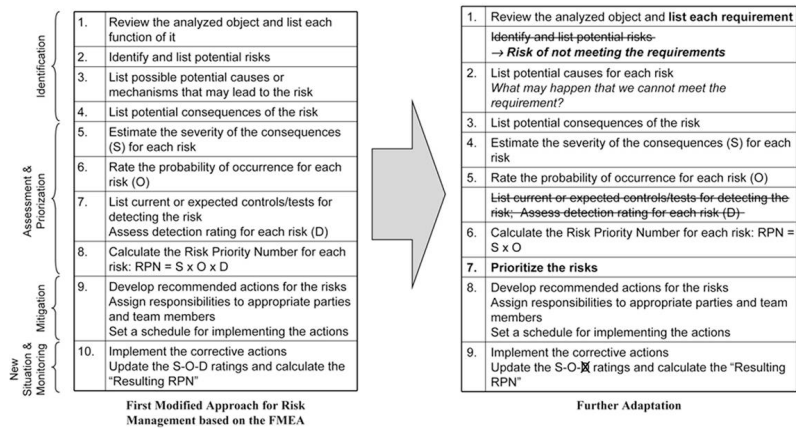 Identification
Assessment &
Priorization
Mitigation
New
Situation &
Monitoring
1. Review the analyzed object and list each
function of it
2. Identify and list potential risks
3. List possible potential causes or
mechanisms that may lead to the risk
4. List potential consequences of the risk
5. Estimate the severity of the consequences
(S) for each risk
6. Rate the probability of occurrence for each
risk (O)
7. List current or expected controls/tests for
detecting the risk
Assess detection rating for each risk (D)
8. Calculate the Risk Priority Number for each
risk: RPN = S x O x D
9. Develop recommended actions for the risks
Assign responsibilities to appropriate parties
and team members
Set a schedule for implementing the actions
10. Implement the corrective actions
Update the S-O-D ratings and calculate the
“Resulting RPN”
First Modified Approach for Risk
Management based on the FMEA
1. Review the analyzed object and list each requirement
Identify and list potential risks
→ Risk of not meeting the requirements
2. List potential causes for each risk
What may happen that we cannot meet the
requirement?
3. List potential consequences of the risk
4. Estimate the severity of the consequences (S) for each
risk
5. Rate the probability of occurrence for each risk (O)
List current or expected controls/tests for detecting the
risk; Assess detection rating for each risk (D)
6. Calculate the Risk Priority Number for each risk: RPN =
S x O
7. Prioritize the risks
8. Develop recommended actions for the risks
Assign responsibilities to appropriate parties and team
members
Set a schedule for implementing the actions
9. Implement the corrective actions
Update the S-O-D ratings and calculate the “Resulting
RPN”
Further Adaptation